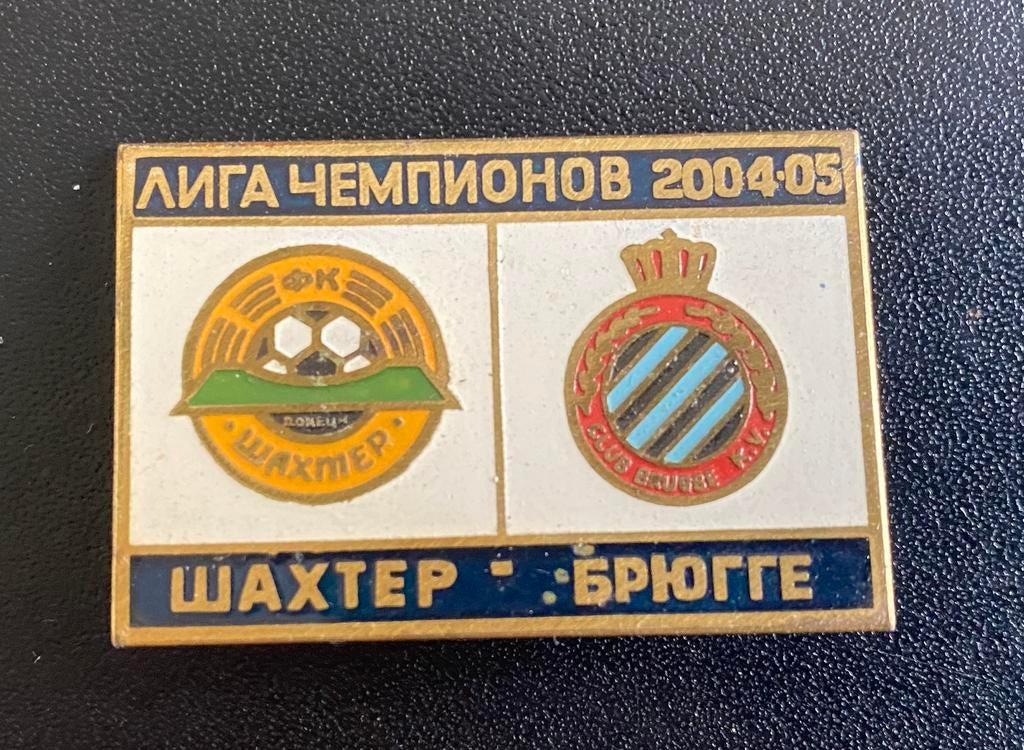 ЛИГА ЧЕМПИОНОВ 2004·05
ФК
ДОНЕЦК
· ШАХТЕР ·
CLUB BRUGGE K.V.
ШАХТЕР - БРЮГГЕ